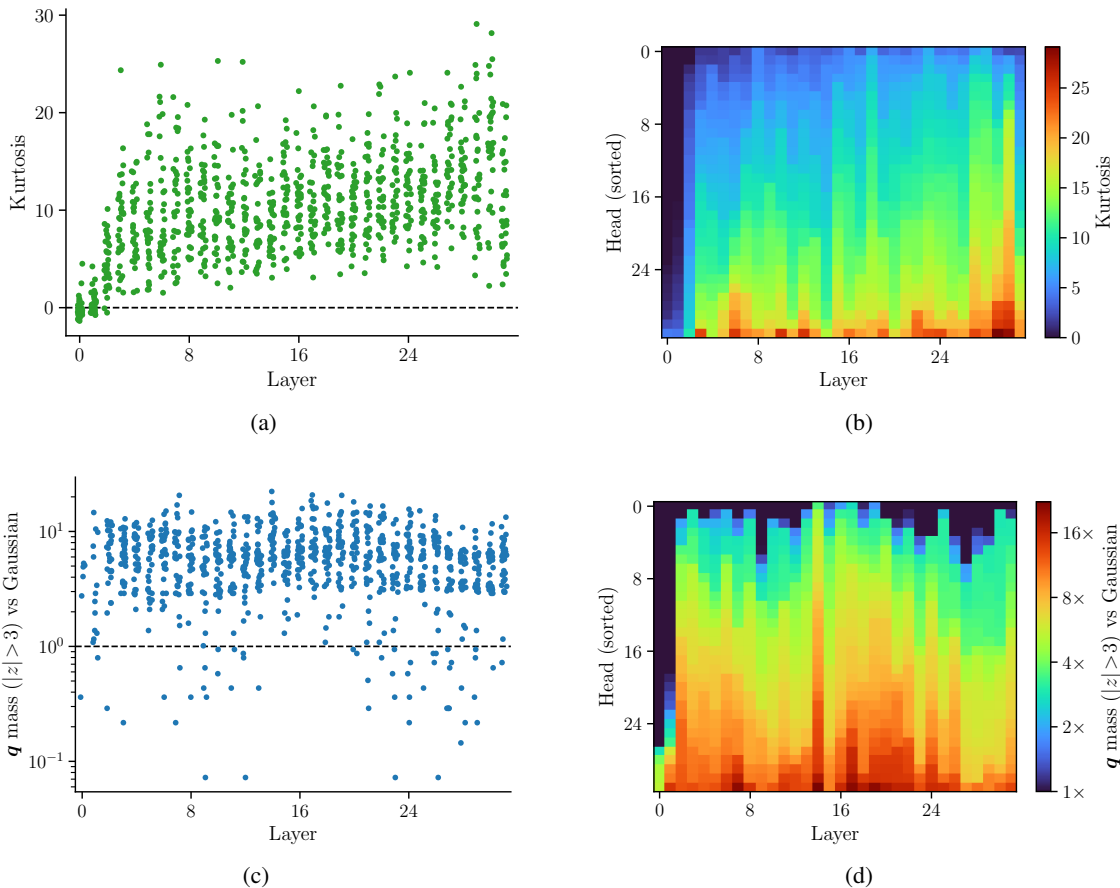 30
20
10
0
Kurtosis
0 8 16 24
Layer
(a)
0
8
16
24
Head (sorted)
0 8 16 24
Layer
25
20
15
10
5
0
Kurtosis
(b)
10¹
10⁰
10⁻¹
q mass (|z| > 3) vs Gaussian
0 8 16 24
Layer
(c)
0
8
16
24
Head (sorted)
0 8 16 24
Layer
16×
8×
4×
2×
1×
q mass (|z| > 3) vs Gaussian
(d)